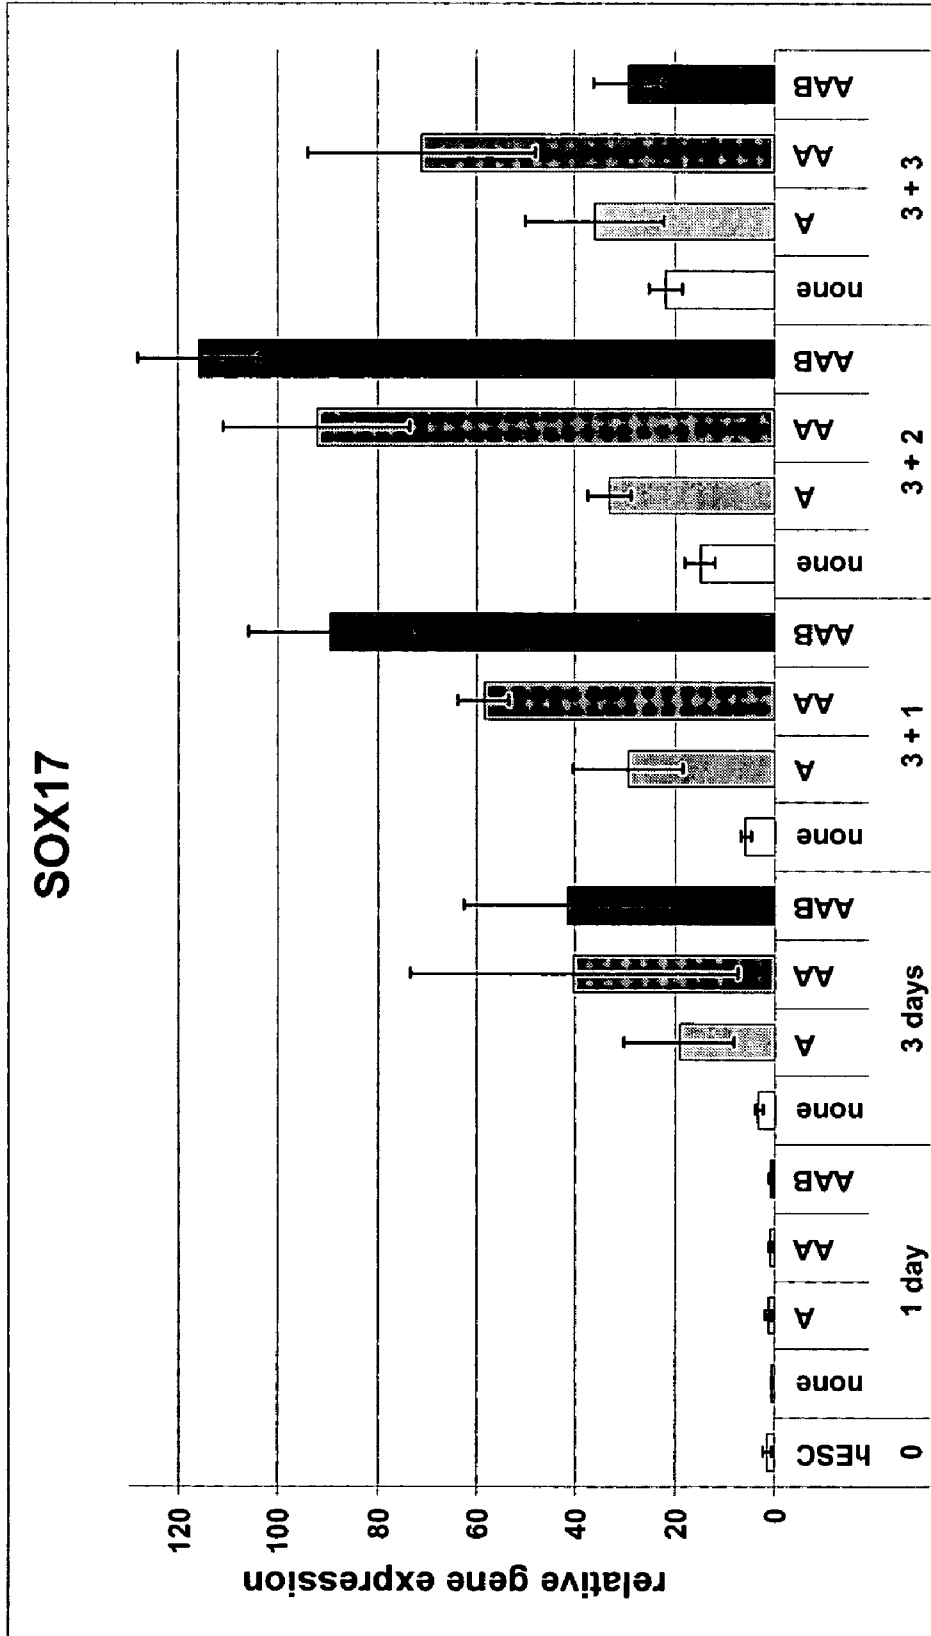 SOX17
relative gene expression
120
100
80
60
40
20
0
hESC none A AA AAB none A AA AAB none A AA AAB none A AA AAB none A AA AAB
0 1 day 3 days 3 + 1 3 + 2 3 + 3